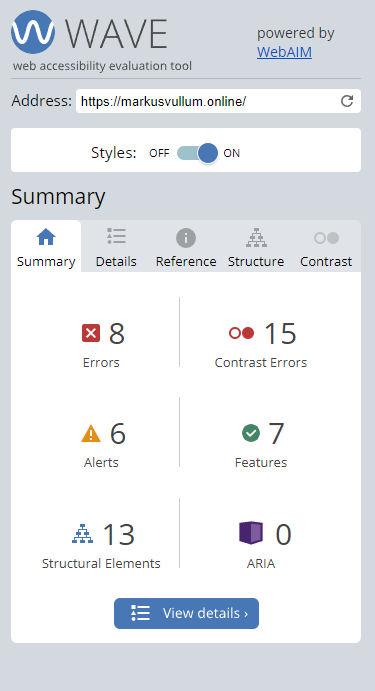 WAVE
web accessibility evaluation tool
powered by
WebAIM
Address: https://markusvullum.online/
Styles: OFF ON
Summary
Summary Details Reference Structure Contrast
8 15
Errors Contrast Errors
6 7
Alerts Features
13 0
Structural Elements ARIA
View details ›